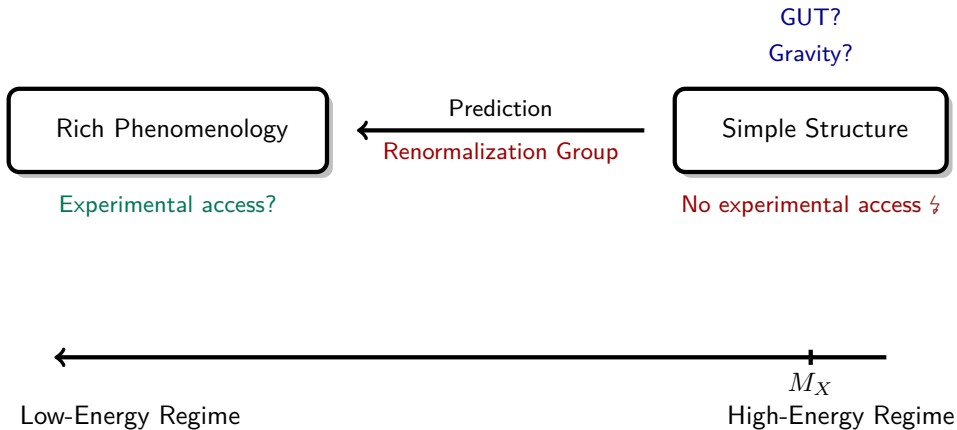 GUT?
Gravity?
Rich Phenomenology
Prediction
Renormalization Group
Simple Structure
Experimental access?
No experimental access ↯
M_X
Low-Energy Regime
High-Energy Regime